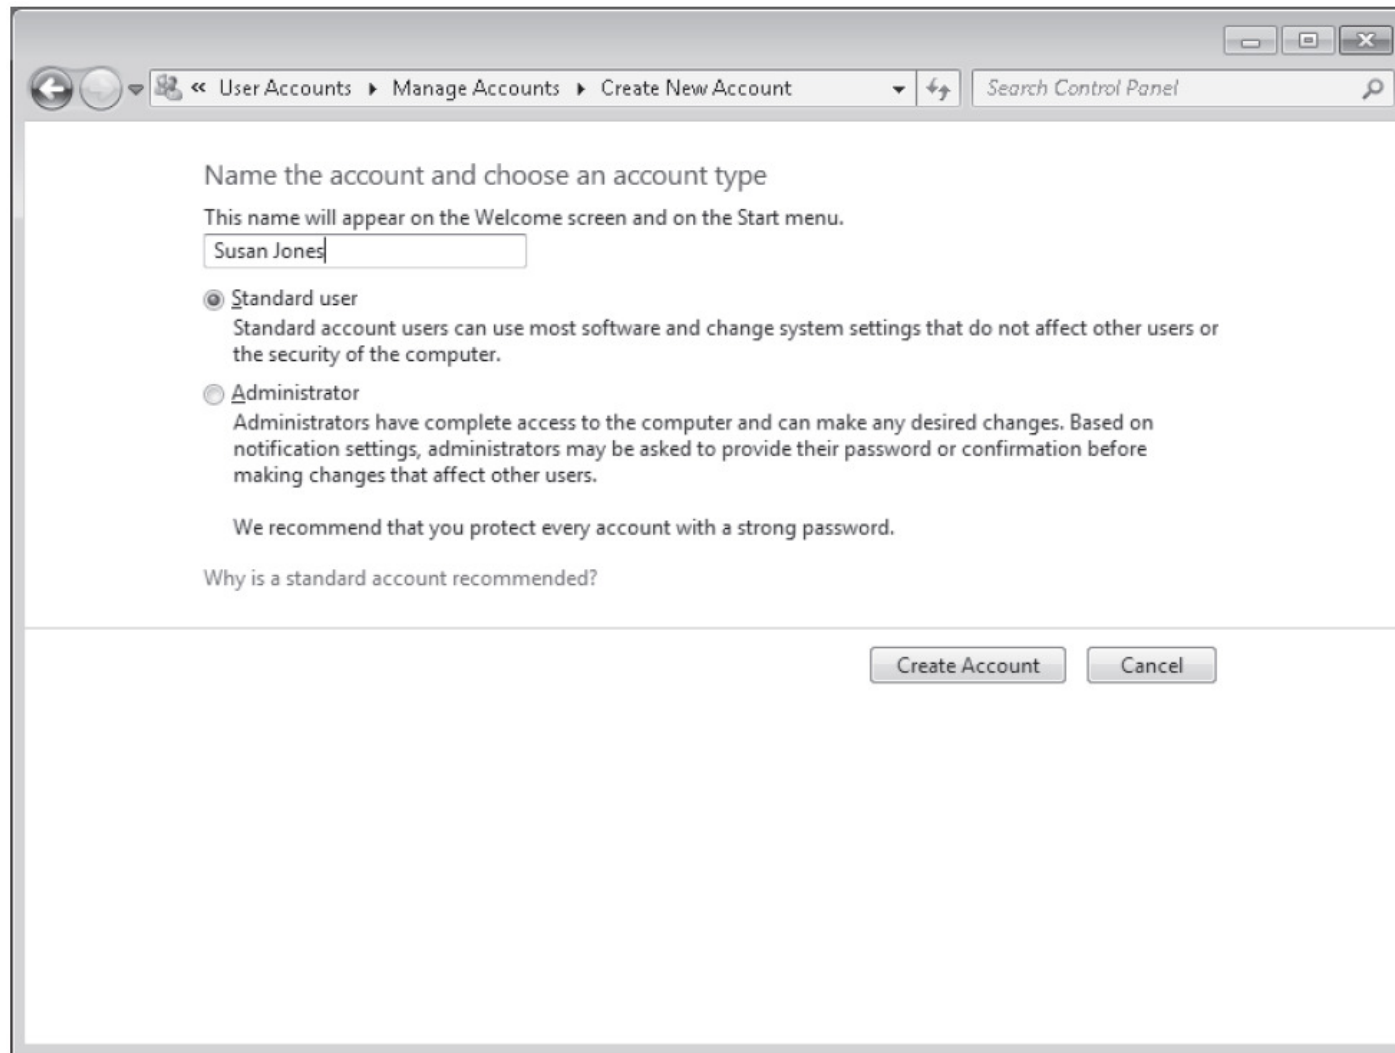 « User Accounts ▸ Manage Accounts ▸ Create New Account
Search Control Panel
Name the account and choose an account type
This name will appear on the Welcome screen and on the Start menu.
Susan Jones
Standard user
Standard account users can use most software and change system settings that do not affect other users or
the security of the computer.
Administrator
Administrators have complete access to the computer and can make any desired changes. Based on
notification settings, administrators may be asked to provide their password or confirmation before
making changes that affect other users.
We recommend that you protect every account with a strong password.
Why is a standard account recommended?
Create Account
Cancel